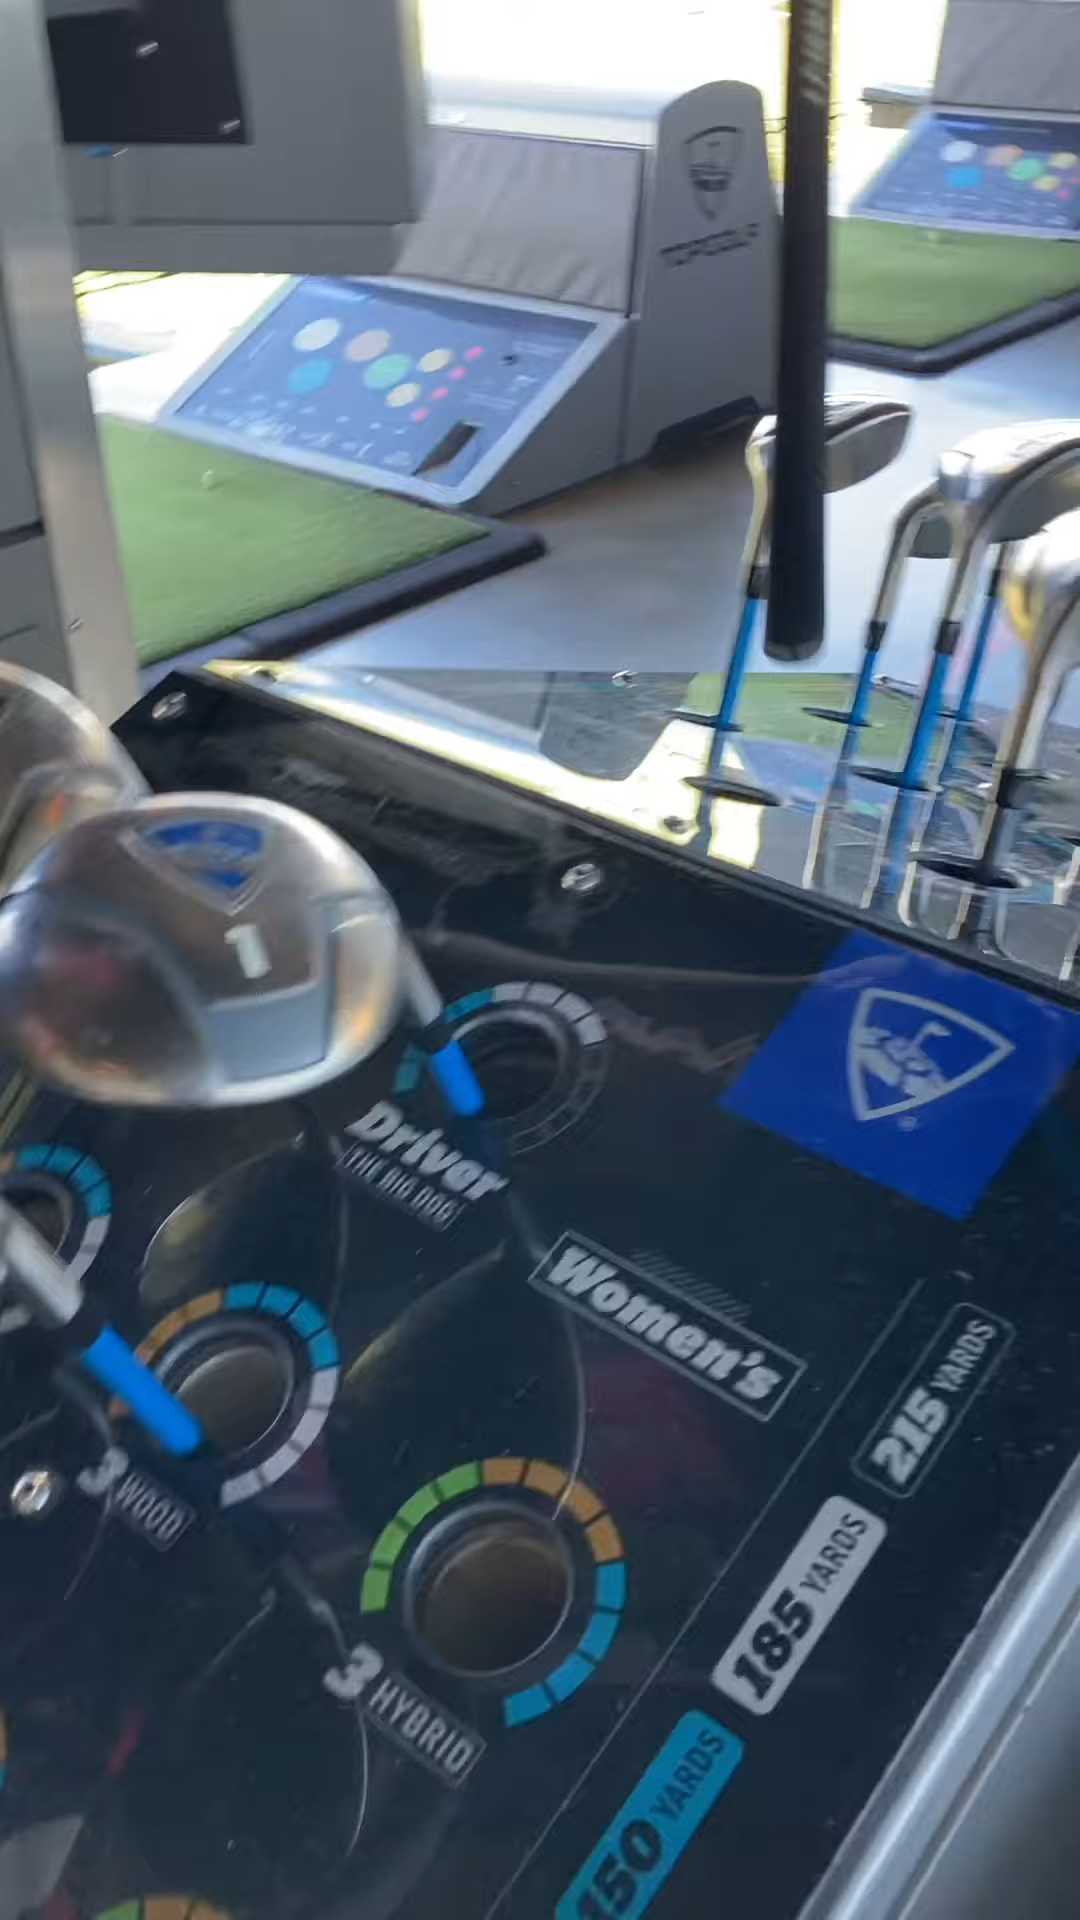 TOPGOLF
1
Driver
THE BIG DOG
Women's
3 WOOD
3 HYBRID
215 YARDS
185 YARDS
150 YARDS